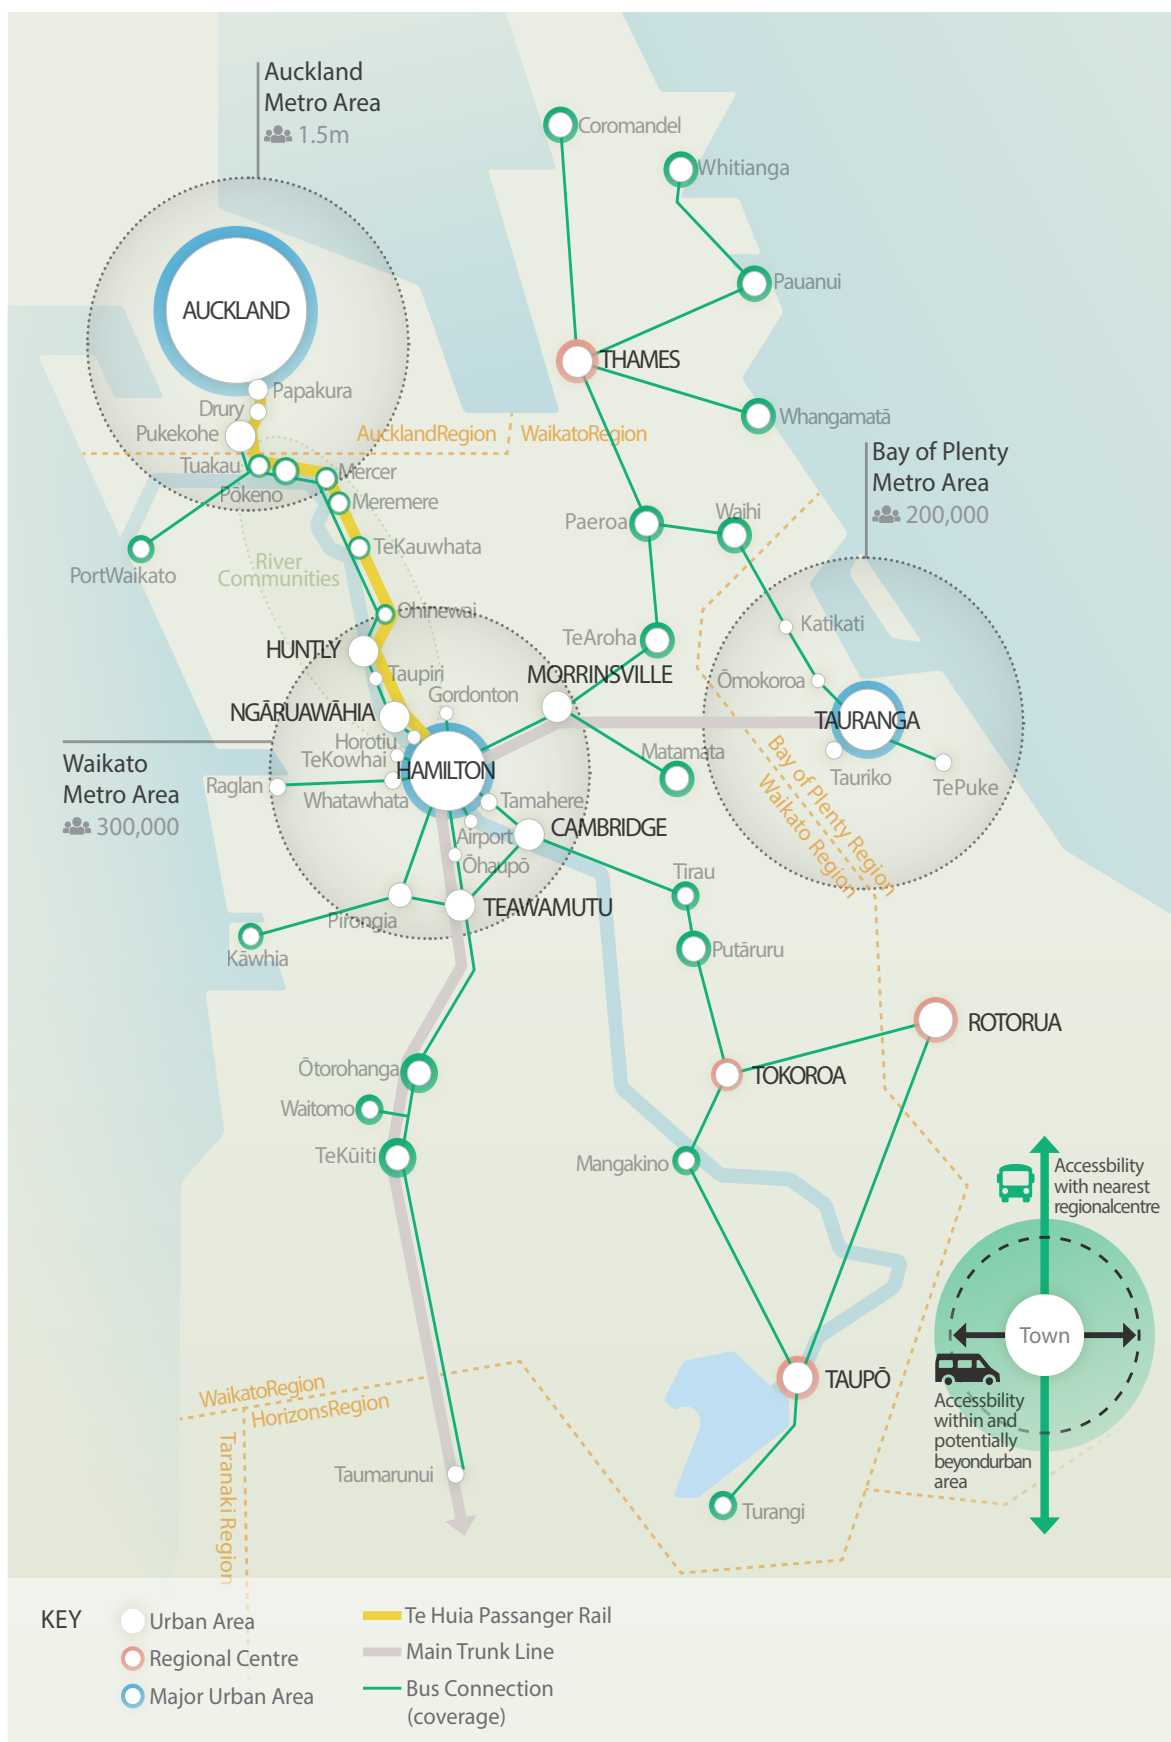 Auckland
Metro Area
1.5m
Coromandel
Whitianga
Pauanui
AUCKLAND
THAMES
Papakura
Drury
Pukekohe
Whangamatā
AucklandRegion
WaikatoRegion
Bay of Plenty
Metro Area
200,000
Tuakau
Mercer
Pōkeno
Meremere
Paeroa
Waihi
TeKauwhata
PortWaikato
River
Communities
Ohinewai
Katikati
HUNTLY
TeAroha
Taupiri
MORRINSVILLE
Ōmokoroa
Gordonton
NGĀRUAWĀHIA
TAURANGA
Horotiu
TeKowhai
HAMILTON
Matamata
Tauriko
TePuke
Bay of Plenty Region
Waikato Region
Waikato
Metro Area
300,000
Raglan
Whatawhata
Tamahere
Airport
CAMBRIDGE
Ōhaupō
Tirau
Pirongia
TEAWAMUTU
Kāwhia
Putāruru
ROTORUA
Ōtorohanga
TOKOROA
Waitomo
TeKūiti
Mangakino
Accessbility
with nearest
regionalcentre
Town
TAUPŌ
Accessbility
within and
potentially
beyondurban
area
WaikatoRegion
HorizonsRegion
Taranaki Region
Taumarunui
Turangi
KEY
Urban Area
Regional Centre
Major Urban Area
Te Huia Passanger Rail
Main Trunk Line
Bus Connection
(coverage)